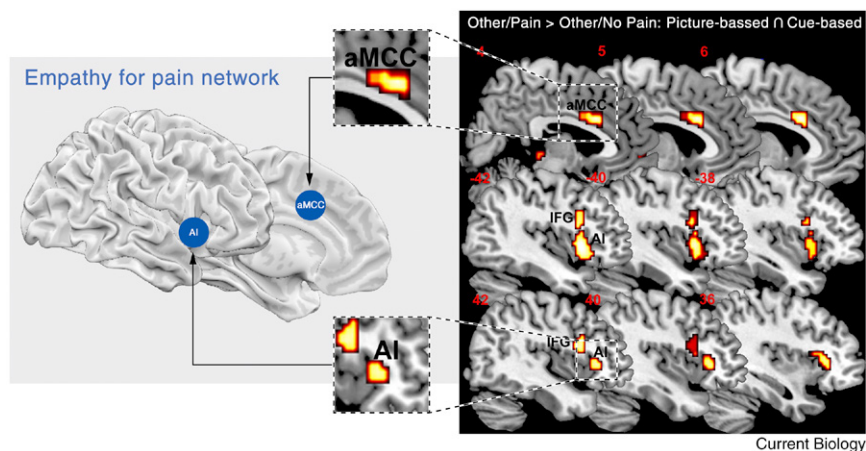 Other/Pain > Other/No Pain: Picture-bassed ∩ Cue-based
4 5 6
aMCC
Empathy for pain network
aMCC
-42 -40 -38
aMCC
IFG
AI
AI
42 40 36
AI
IFG
AI
Current Biology